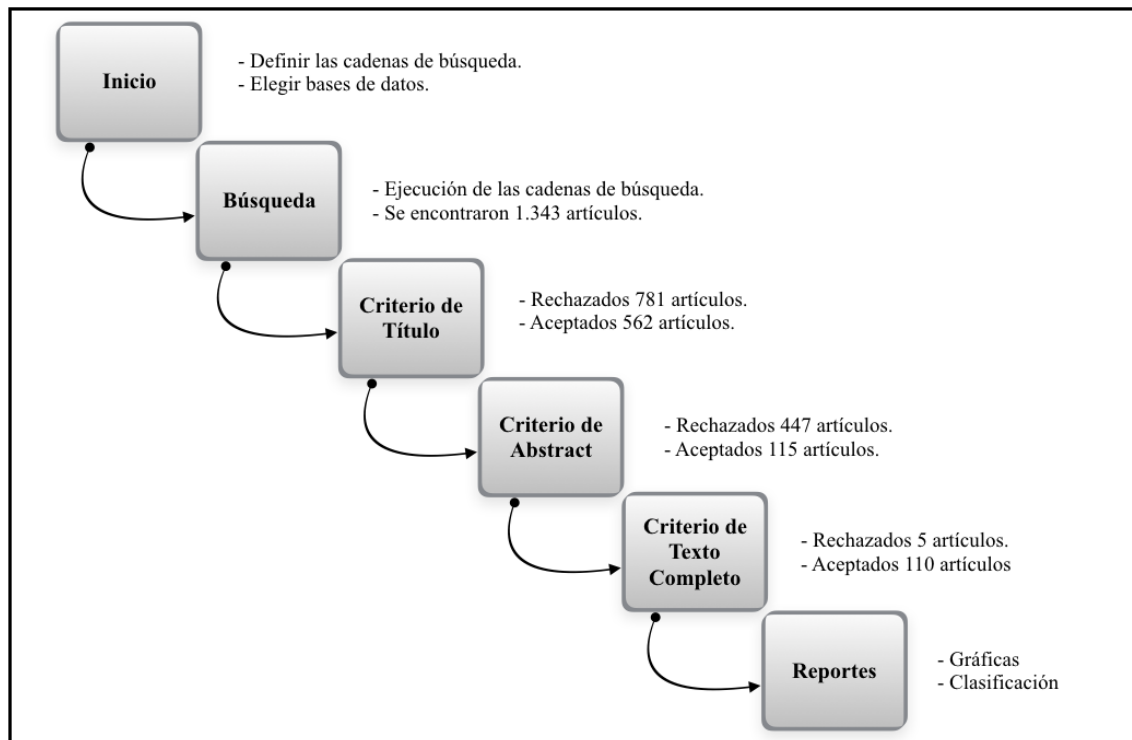 Inicio
- Definir las cadenas de búsqueda.
- Elegir bases de datos.
Búsqueda
- Ejecución de las cadenas de búsqueda.
- Se encontraron 1.343 artículos.
Criterio de
Título
- Rechazados 781 artículos.
- Aceptados 562 artículos.
Criterio de
Abstract
- Rechazados 447 artículos.
- Aceptados 115 artículos.
Criterio de
Texto
Completo
- Rechazados 5 artículos.
- Aceptados 110 artículos
Reportes
- Gráficas
- Clasificación